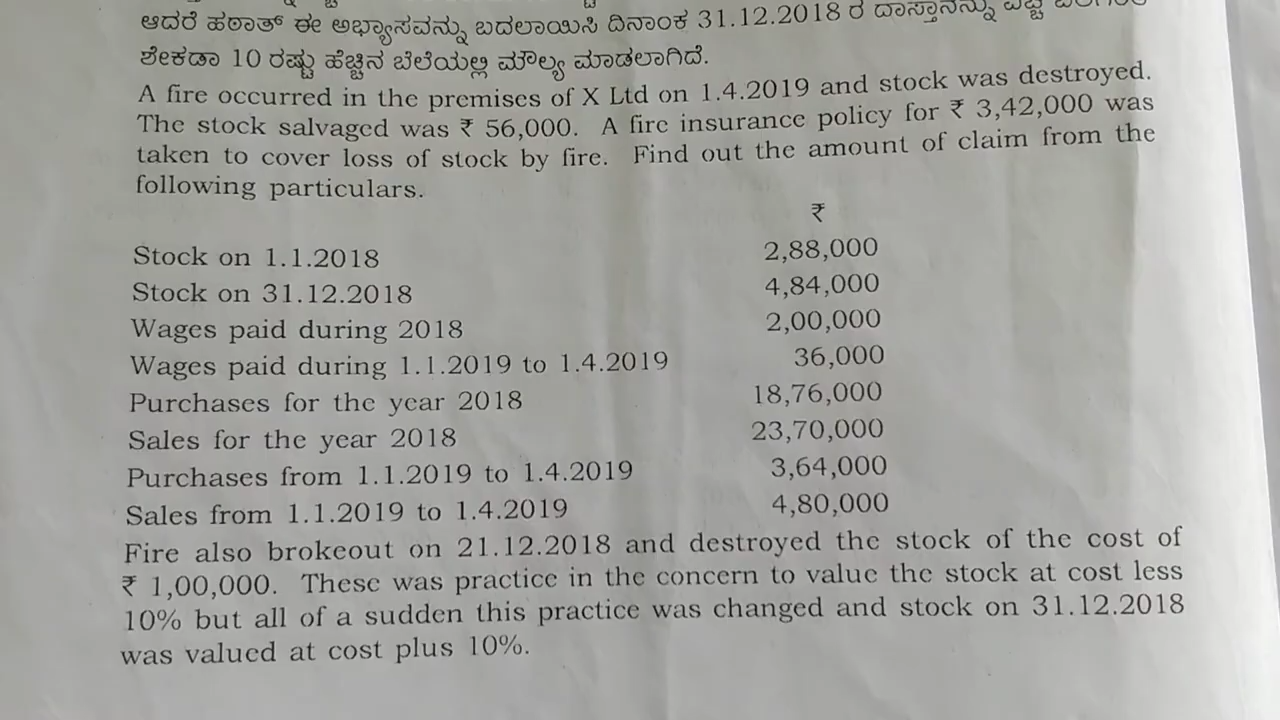 ಆದರೆ ಹಠಾತ್ ಈ ಅಭ್ಯಾಸವನ್ನು ಬದಲಾಯಿಸಿ ದಿನಾಂಕ 31.12.2018 ರ ದಾಸ್ತಾನನ್ನು
ಶೇಕಡಾ 10 ರಷ್ಟು ಹೆಚ್ಚಿನ ಬೆಲೆಯಲ್ಲಿ ಮೌಲ್ಯ ಮಾಡಲಾಗಿದೆ.
A fire occurred in the premises of X Ltd on 1.4.2019 and stock was destroyed.
The stock salvaged was ₹ 56,000. A fire insurance policy for ₹ 3,42,000 was
taken to cover loss of stock by fire. Find out the amount of claim from the
following particulars.
₹
Stock on 1.1.2018 2,88,000
Stock on 31.12.2018 4,84,000
Wages paid during 2018 2,00,000
Wages paid during 1.1.2019 to 1.4.2019 36,000
Purchases for the year 2018 18,76,000
Sales for the year 2018 23,70,000
Purchases from 1.1.2019 to 1.4.2019 3,64,000
Sales from 1.1.2019 to 1.4.2019 4,80,000
Fire also brokeout on 21.12.2018 and destroyed the stock of the cost of
₹ 1,00,000. These was practice in the concern to value the stock at cost less
10% but all of a sudden this practice was changed and stock on 31.12.2018
was valued at cost plus 10%.